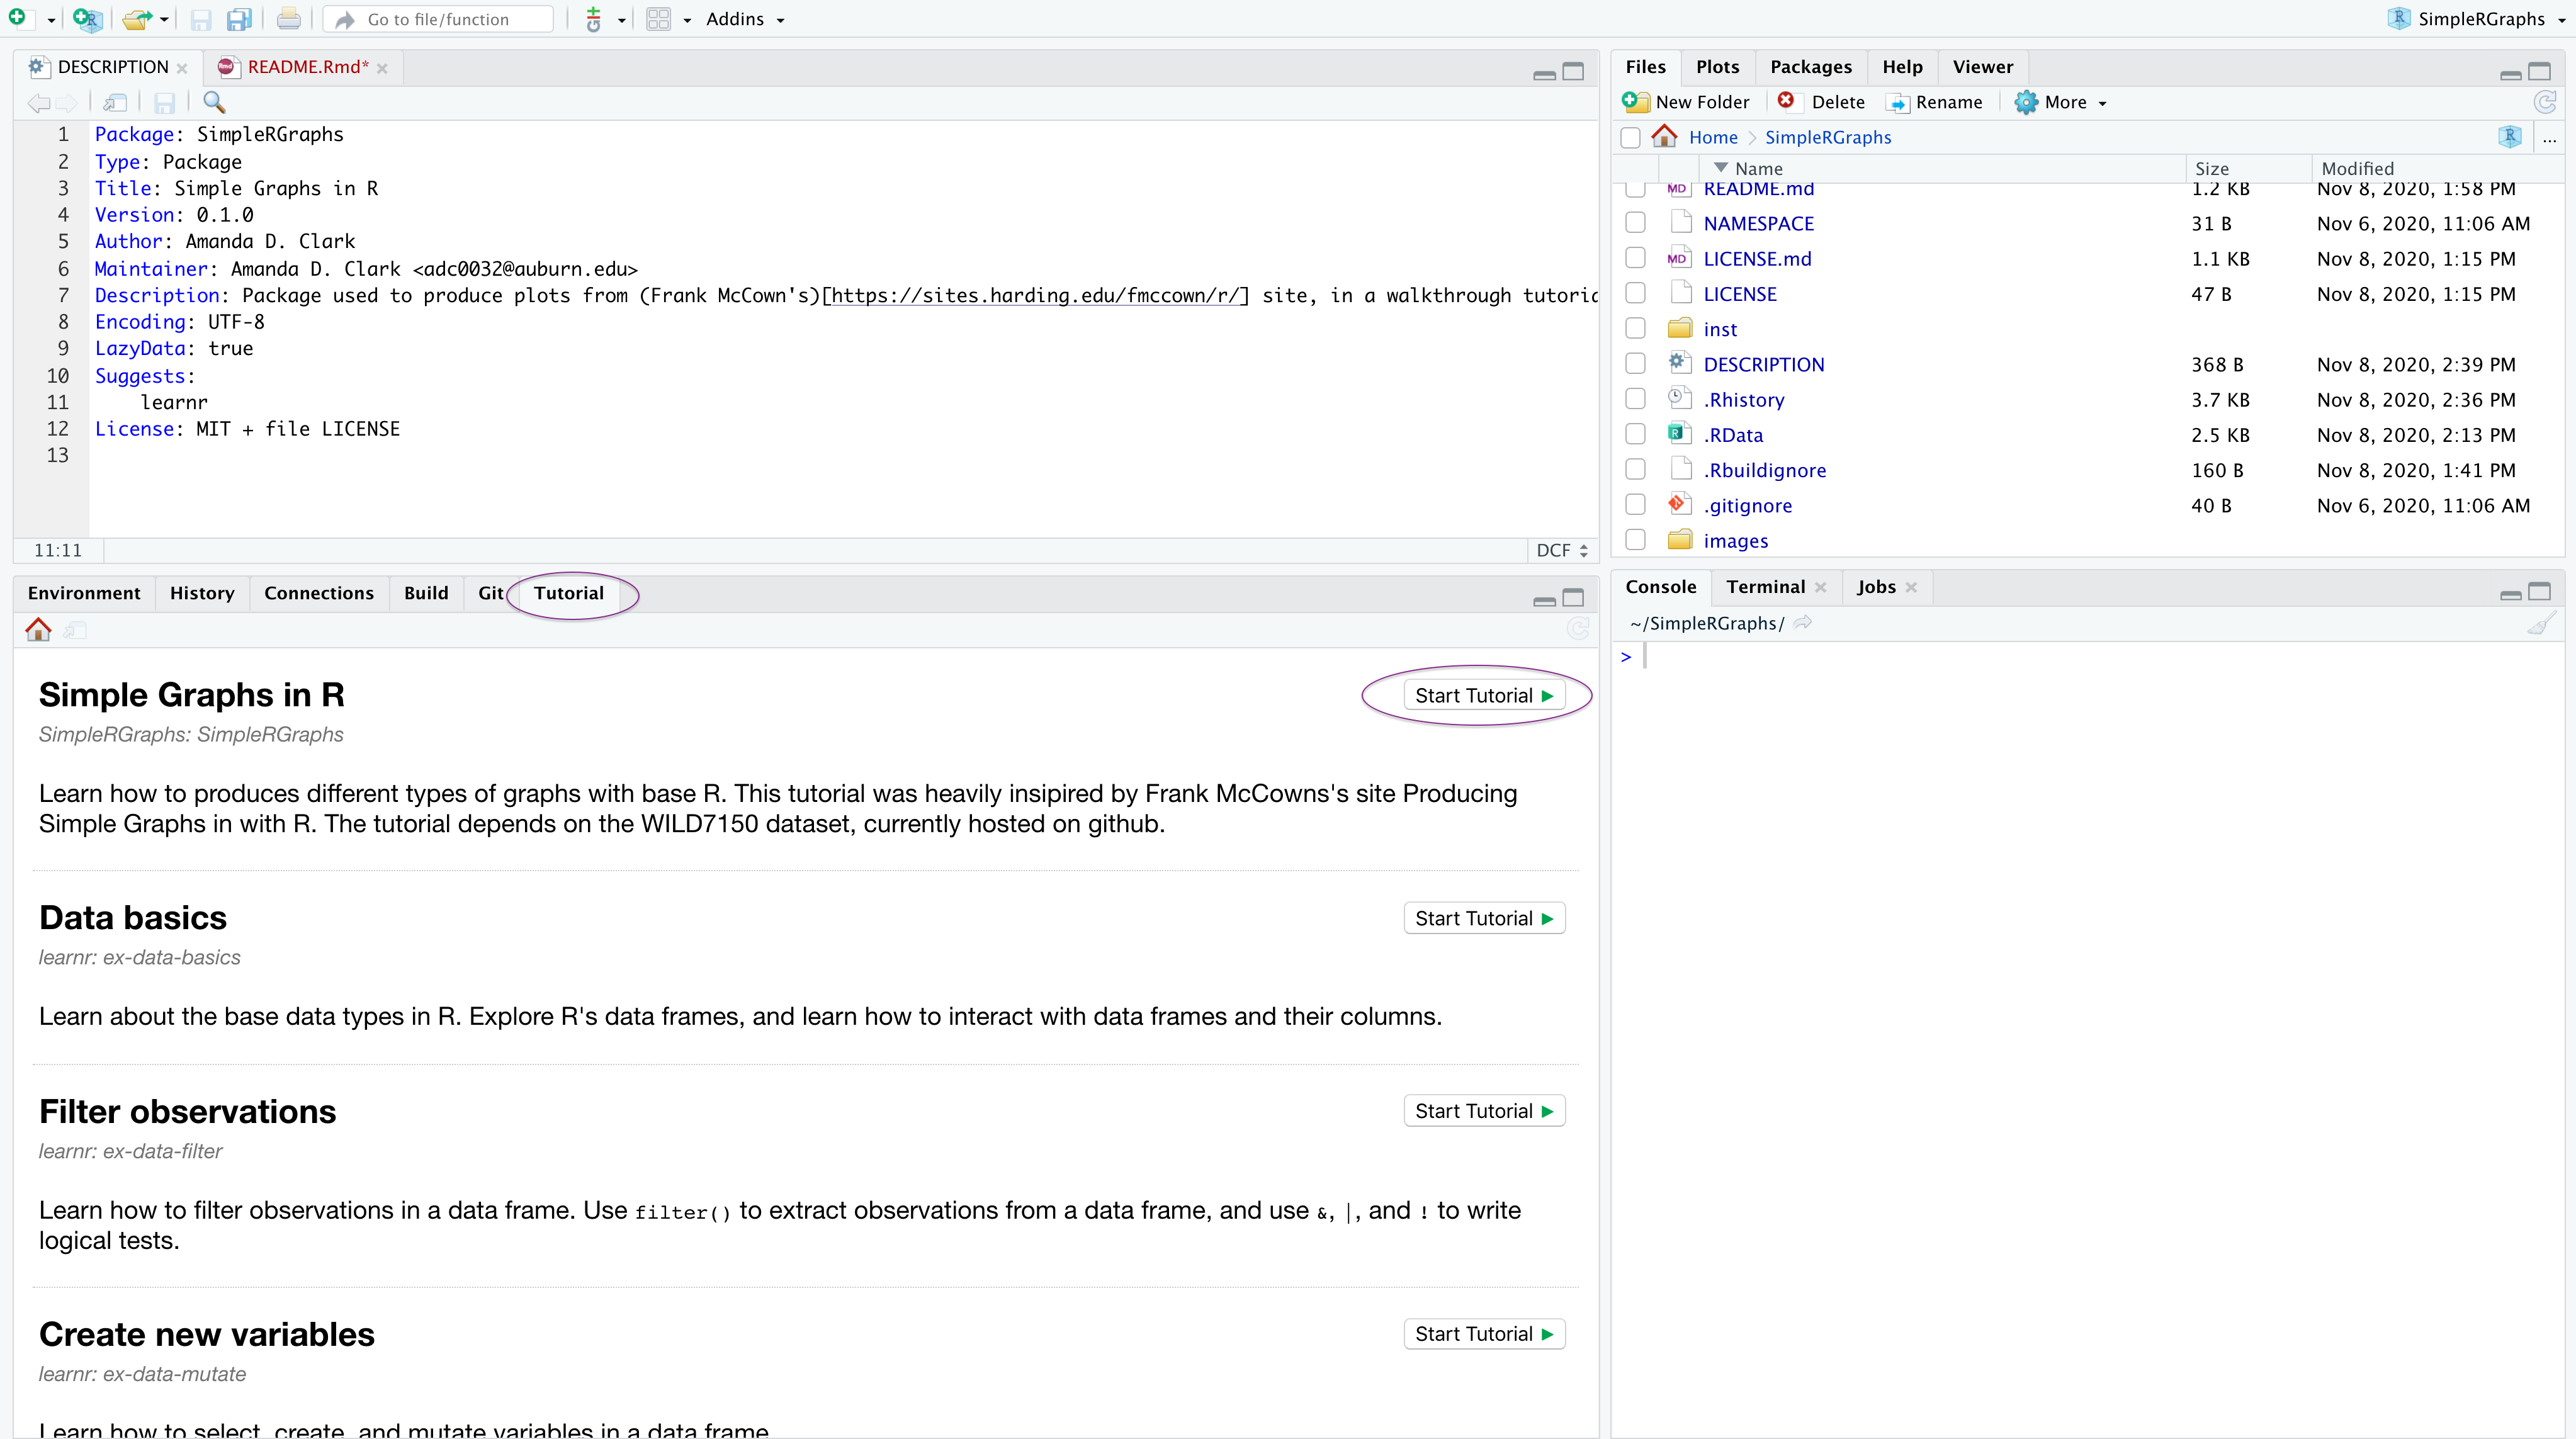 Go to file/function
Addins
SimpleRGraphs
DESCRIPTION
README.Rmd*
1 Package: SimpleRGraphs
2 Type: Package
3 Title: Simple Graphs in R
4 Version: 0.1.0
5 Author: Amanda D. Clark
6 Maintainer: Amanda D. Clark <adc0032@auburn.edu>
7 Description: Package used to produce plots from (Frank McCown's)[https://sites.harding.edu/fmccown/r/] site, in a walkthrough tutoria
8 Encoding: UTF-8
9 LazyData: true
10 Suggests:
11 learnr
12 License: MIT + file LICENSE
13
11:11
DCF
Files Plots Packages Help Viewer
New Folder Delete Rename More
Home > SimpleRGraphs ...
Name Size Modified
README.md 1.2 KB Nov 8, 2020, 1:58 PM
NAMESPACE 31 B Nov 6, 2020, 11:06 AM
LICENSE.md 1.1 KB Nov 8, 2020, 1:15 PM
LICENSE 47 B Nov 8, 2020, 1:15 PM
inst
DESCRIPTION 368 B Nov 8, 2020, 2:39 PM
.Rhistory 3.7 KB Nov 8, 2020, 2:36 PM
.RData 2.5 KB Nov 8, 2020, 2:13 PM
.Rbuildignore 160 B Nov 8, 2020, 1:41 PM
.gitignore 40 B Nov 6, 2020, 11:06 AM
images
Environment History Connections Build Git Tutorial
Simple Graphs in R
Start Tutorial
SimpleRGraphs: SimpleRGraphs
Learn how to produces different types of graphs with base R. This tutorial was heavily insipired by Frank McCowns's site Producing
Simple Graphs in with R. The tutorial depends on the WILD7150 dataset, currently hosted on github.
Data basics
Start Tutorial
learnr: ex-data-basics
Learn about the base data types in R. Explore R's data frames, and learn how to interact with data frames and their columns.
Filter observations
Start Tutorial
learnr: ex-data-filter
Learn how to filter observations in a data frame. Use filter() to extract observations from a data frame, and use &, |, and ! to write
logical tests.
Create new variables
Start Tutorial
learnr: ex-data-mutate
Learn how to select, create, and mutate variables in a data frame
Console Terminal Jobs
~/SimpleRGraphs/
>